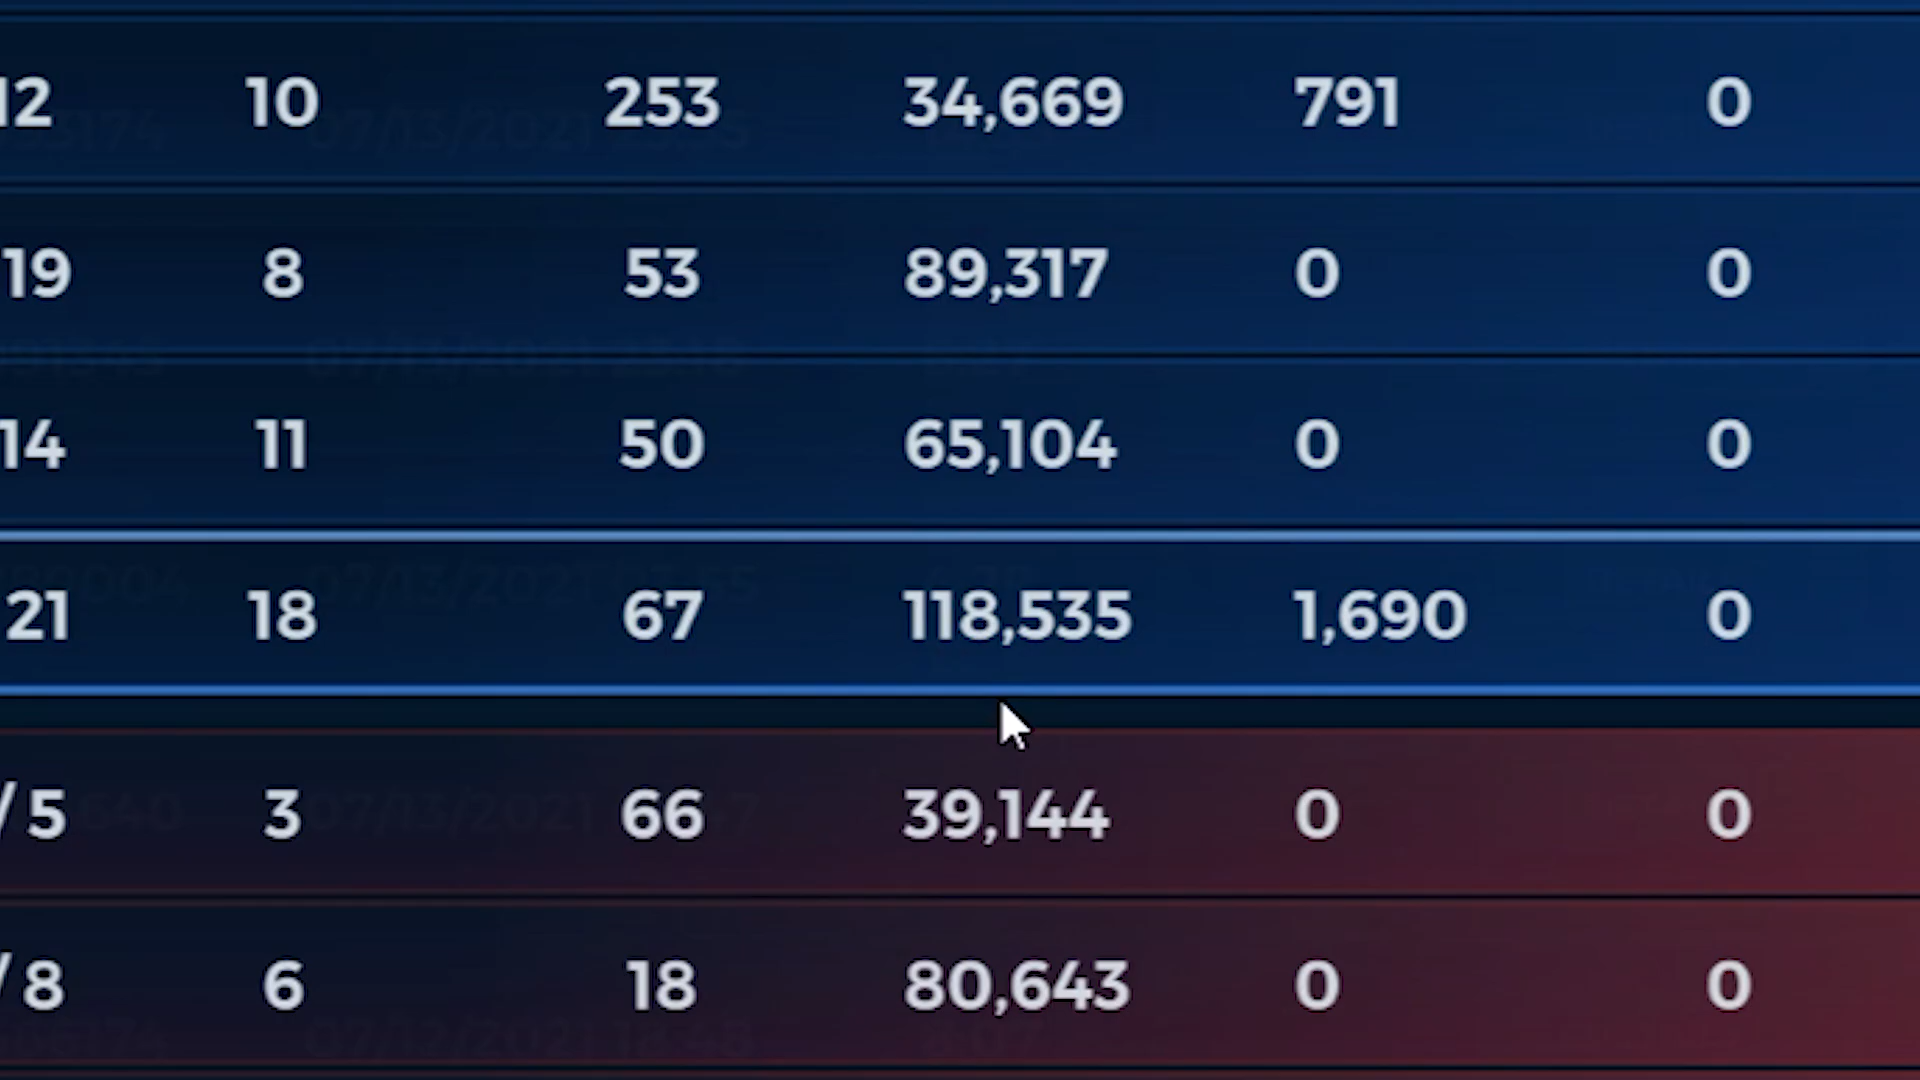 12 10 253 34,669 791 0
19 8 53 89,317 0 0
14 11 50 65,104 0 0
21 18 67 118,535 1,690 0
/ 5 3 66 39,144 0 0
/ 8 6 18 80,643 0 0